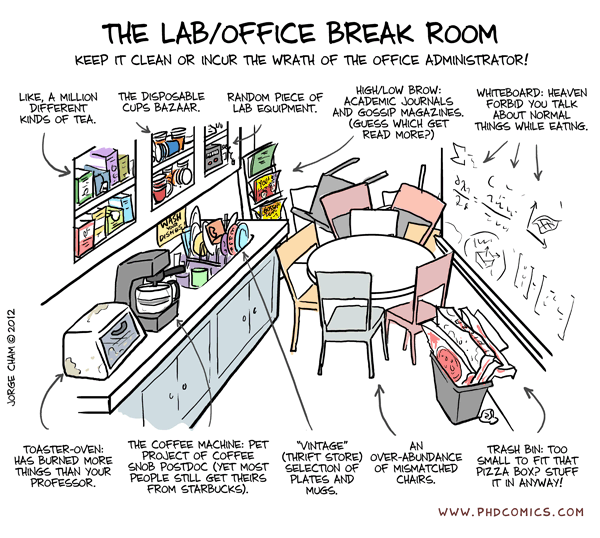 THE LAB/OFFICE BREAK ROOM
KEEP IT CLEAN OR INCUR THE WRATH OF THE OFFICE ADMINISTRATOR!
LIKE, A MILLION
DIFFERENT
KINDS OF TEA.
THE DISPOSABLE
CUPS BAZAAR.
RANDOM PIECE OF
LAB EQUIPMENT.
HIGH/LOW BROW:
ACADEMIC JOURNALS
AND GOSSIP MAGAZINES.
(GUESS WHICH GET
READ MORE?)
WHITEBOARD: HEAVEN
FORBID YOU TALK
ABOUT NORMAL
THINGS WHILE EATING.
WASH
DISHES
JORGE CHAM © 2012
TOASTER-OVEN:
HAS BURNED MORE
THINGS THAN YOUR
PROFESSOR.
THE COFFEE MACHINE: PET
PROJECT OF COFFEE
SNOB POSTDOC (YET MOST
PEOPLE STILL GET THEIRS
FROM STARBUCKS).
"VINTAGE"
(THRIFT STORE)
SELECTION OF
PLATES AND
MUGS.
AN
OVER-ABUNDANCE
OF MISMATCHED
CHAIRS.
TRASH BIN: TOO
SMALL TO FIT THAT
PIZZA BOX? STUFF
IT IN ANYWAY!
WWW.PHDCOMICS.COM